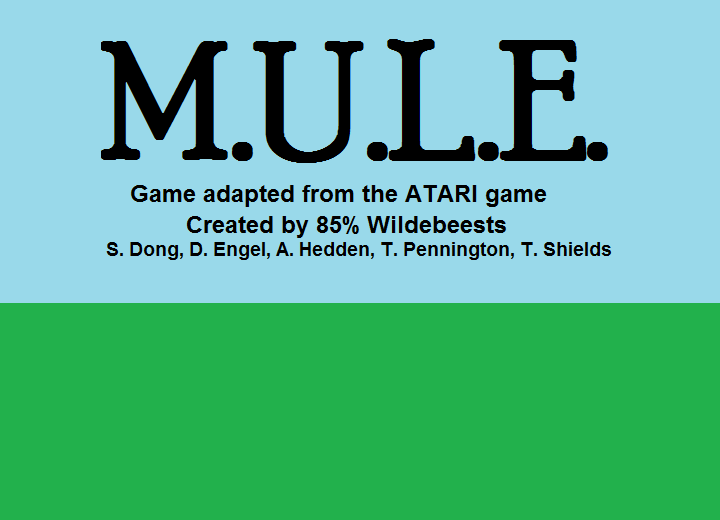 M.U.L.E.
Game adapted from the ATARI game
Created by 85% Wildebeests
S. Dong, D. Engel, A. Hedden, T. Pennington, T. Shields